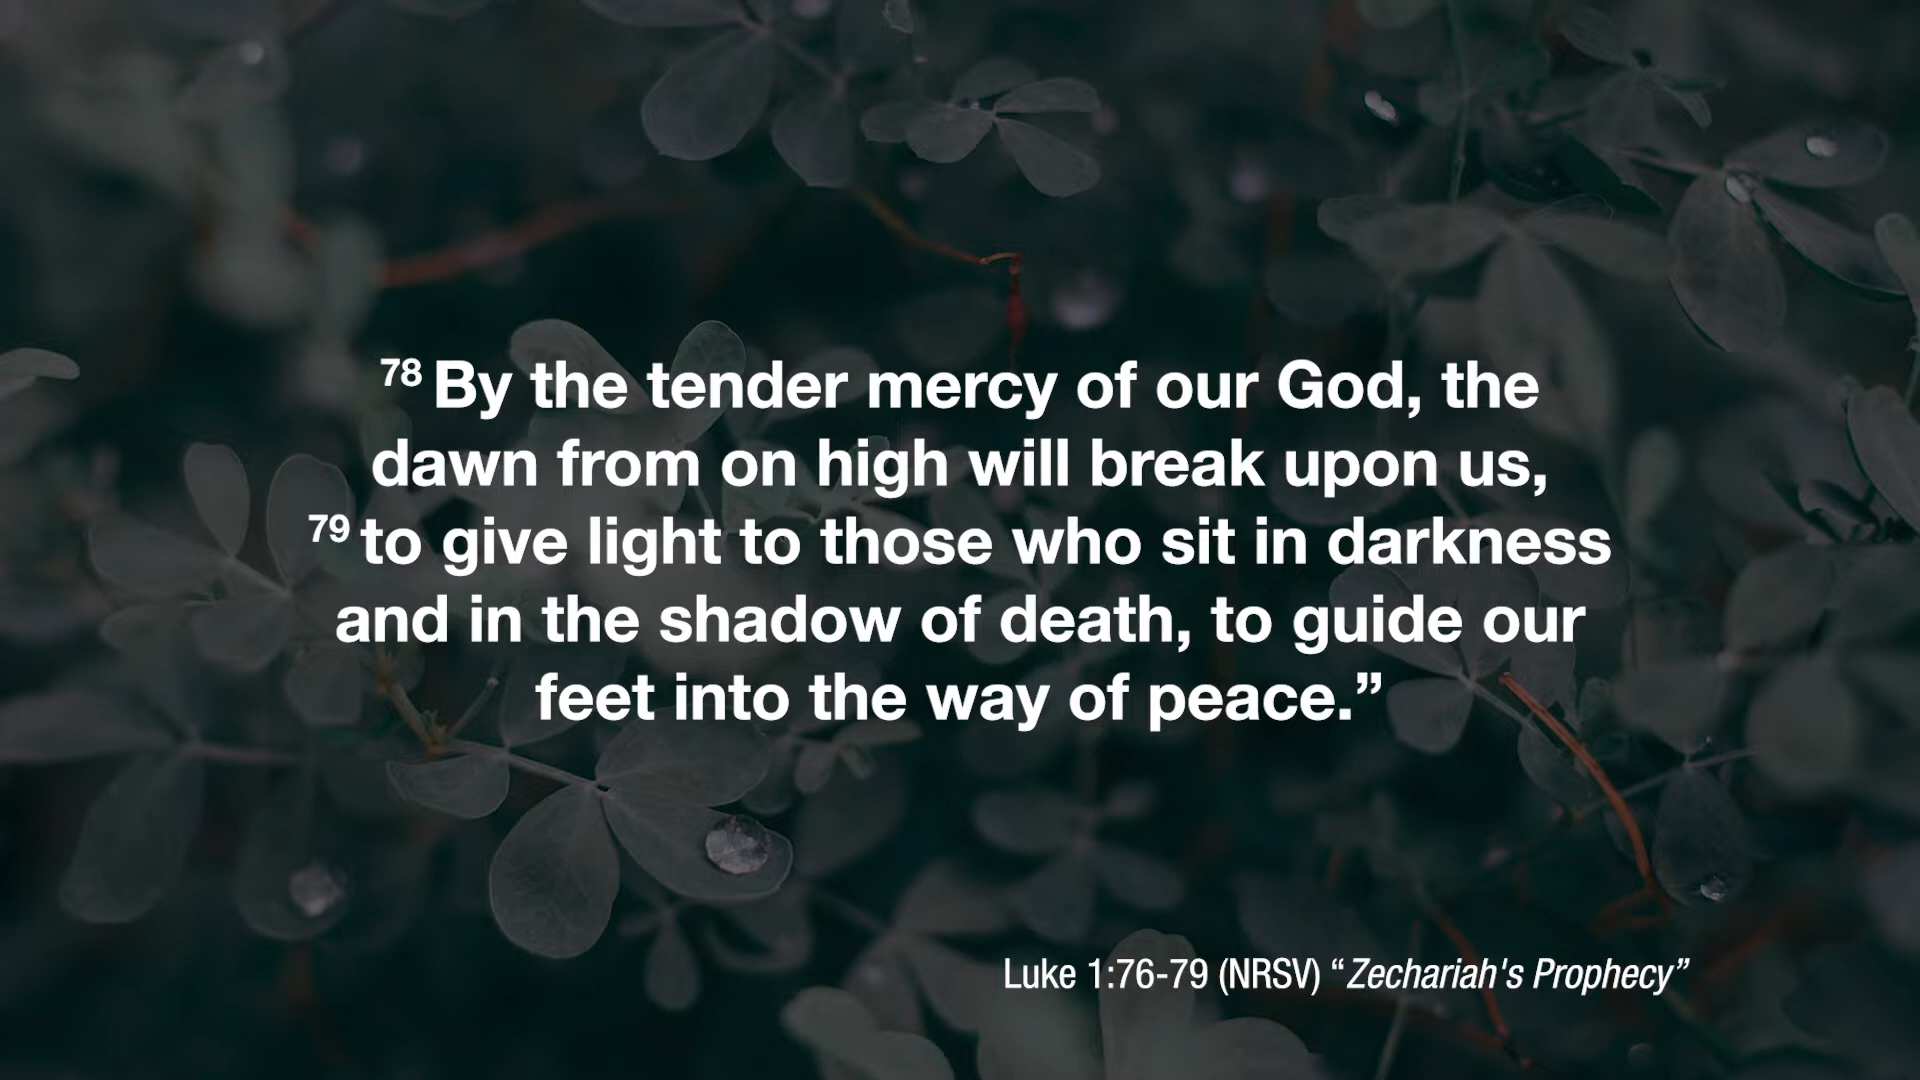 78 By the tender mercy of our God, the
dawn from on high will break upon us,
79 to give light to those who sit in darkness
and in the shadow of death, to guide our
feet into the way of peace.”
Luke 1:76-79 (NRSV) “Zechariah's Prophecy”